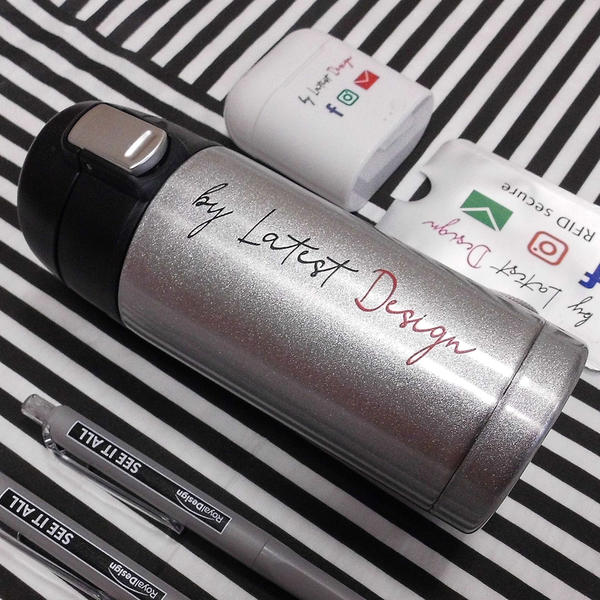 by Latest Design
by Latest Design
RFID secure
by Latest Design
SEE IT ALL
RoyalDesign
SEE IT ALL
RoyalDesign